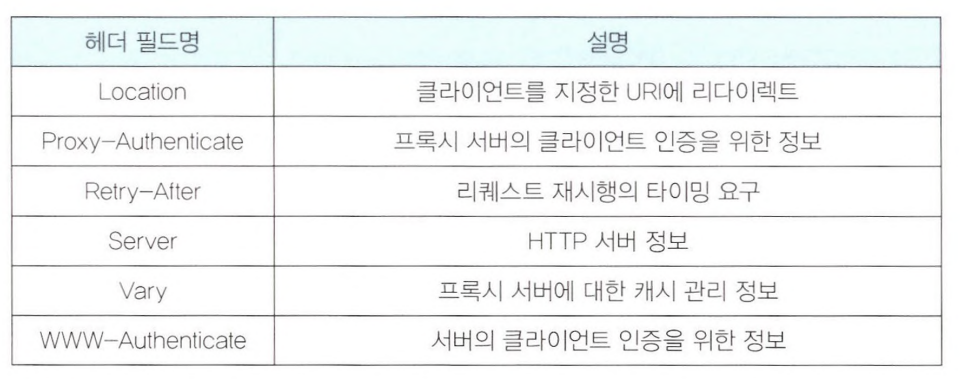 헤더 필드명 설명
Location 클라이언트를 지정한 URI에 리다이렉트
Proxy-Authenticate 프록시 서버의 클라이언트 인증을 위한 정보
Retry-After 리퀘스트 재시행의 타이밍 요구
Server HTTP 서버 정보
Vary 프록시 서버에 대한 캐시 관리 정보
WWW-Authenticate 서버의 클라이언트 인증을 위한 정보